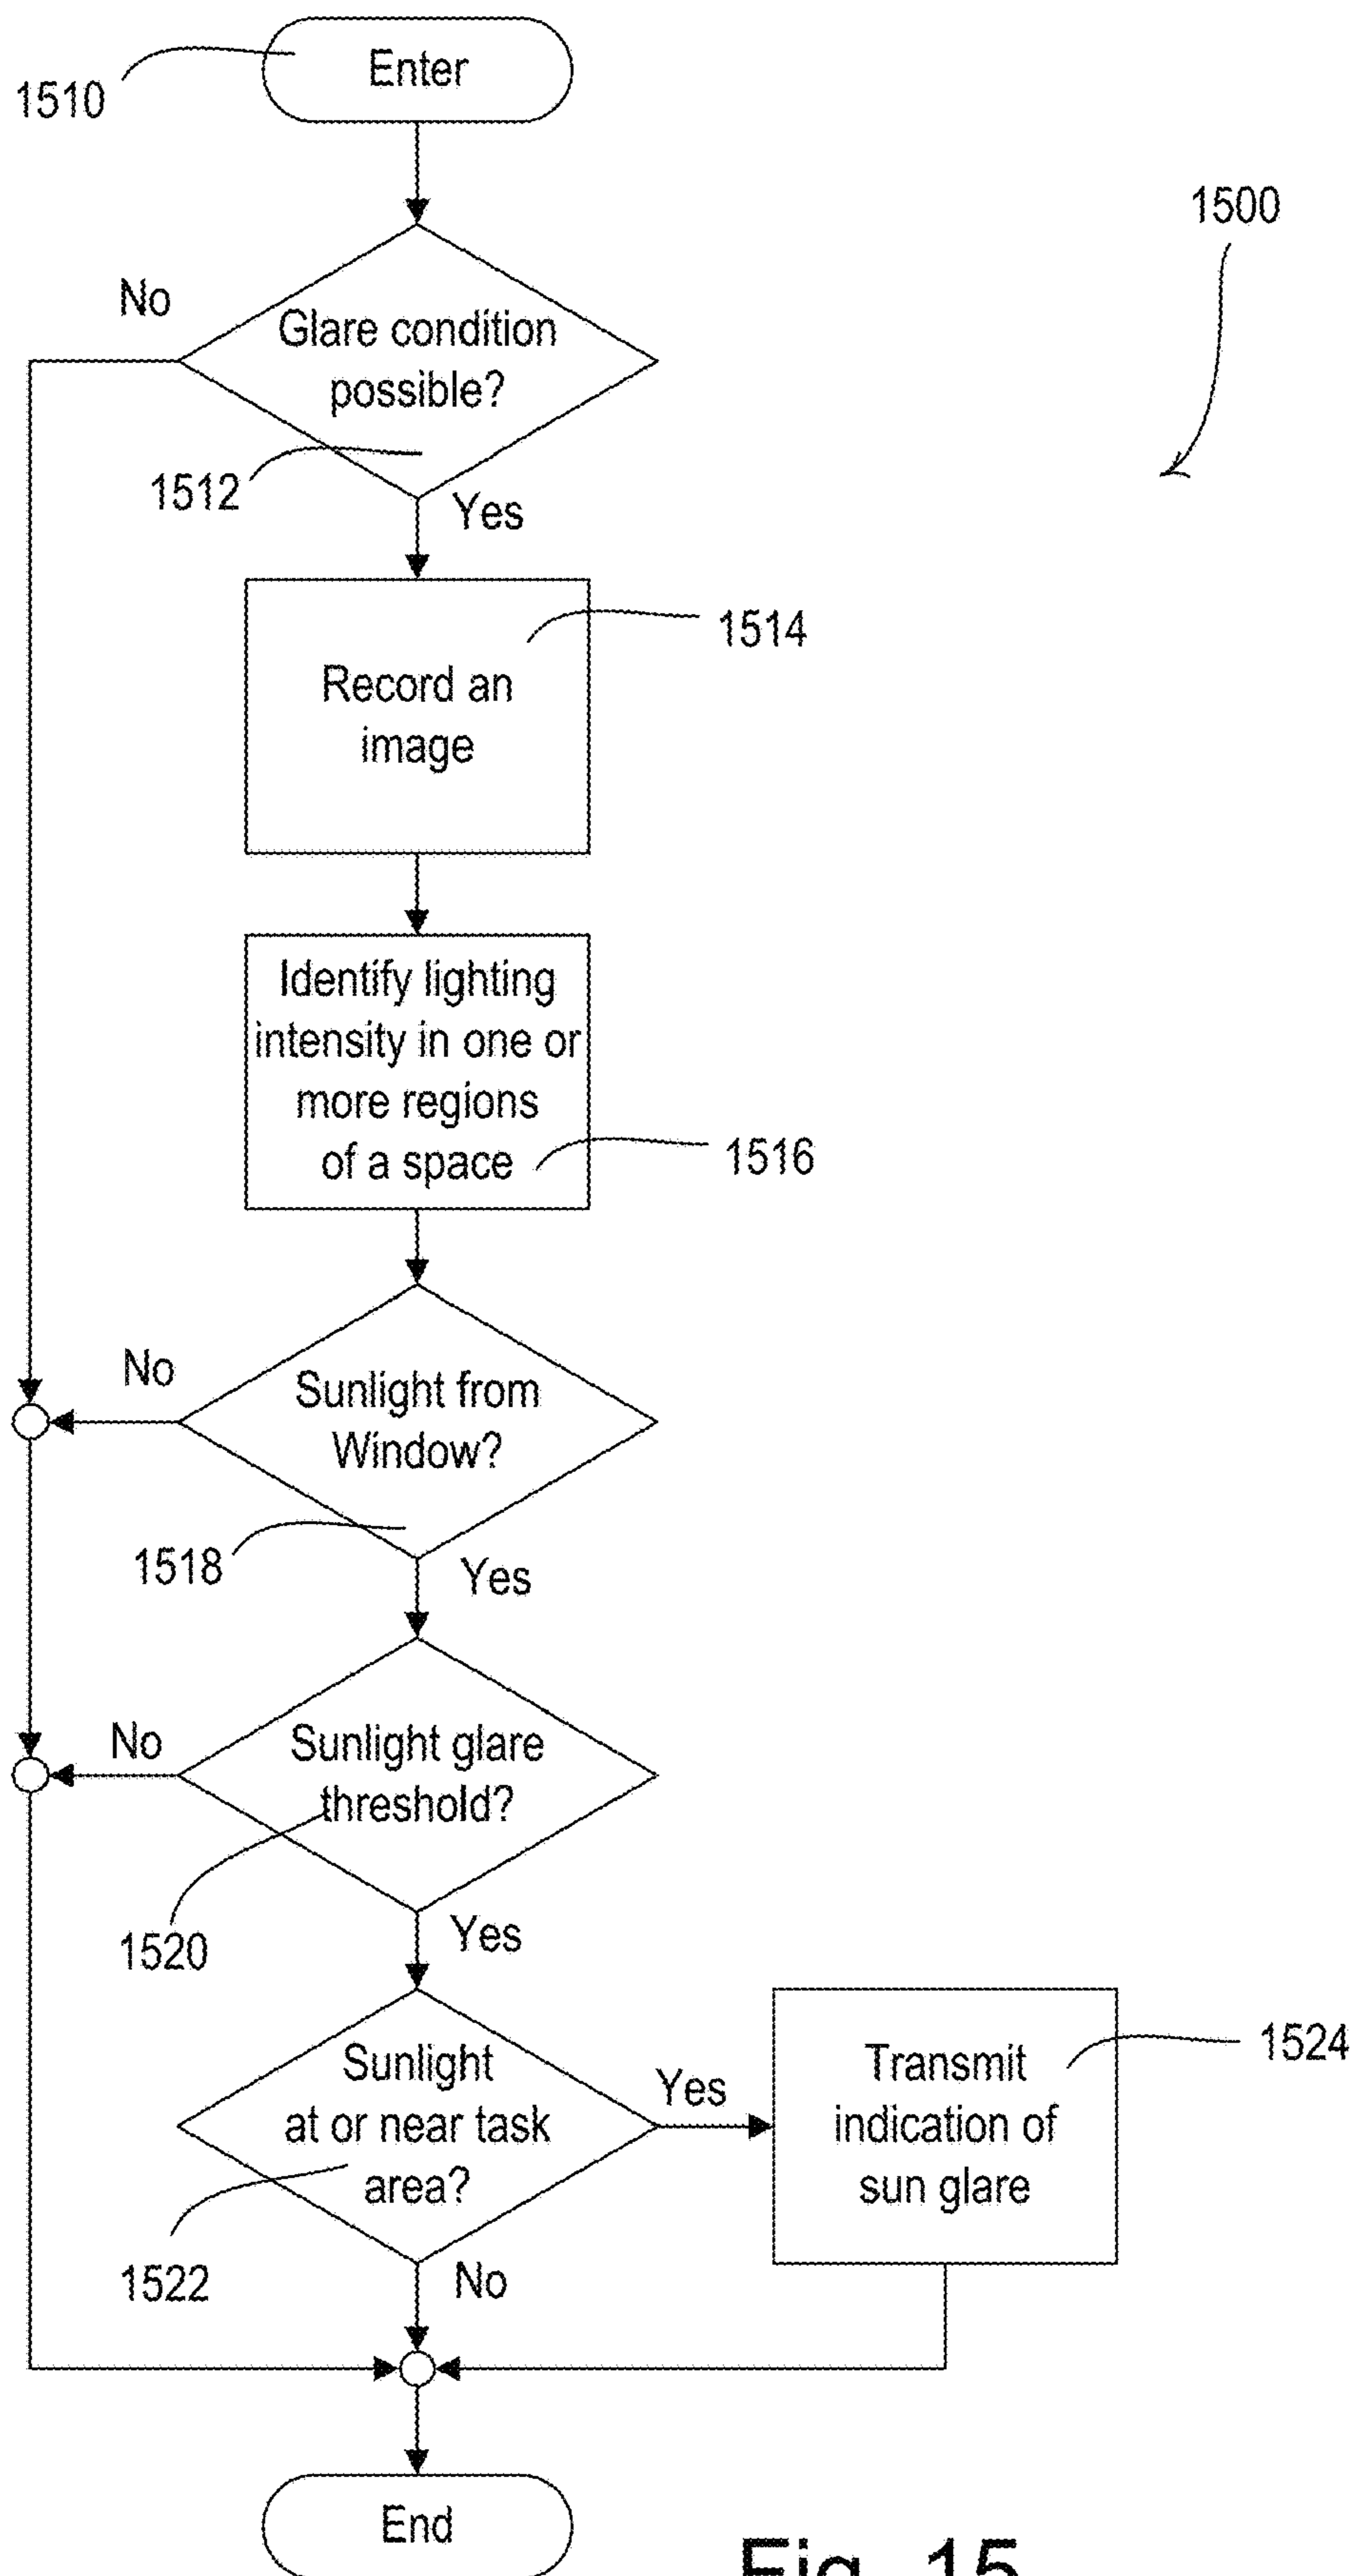 Enter
1510
1500
No
Glare condition
possible?
1512
Yes
1514
Record an
image
Identify lighting
intensity in one or
more regions
of a space
1516
No
Sunlight from
Window?
1518
Yes
No
Sunlight glare
threshold?
1520
Yes
Sunlight
at or near task
area?
Yes
Transmit
indication of
sun glare
1524
1522
No
End
Fig. 15